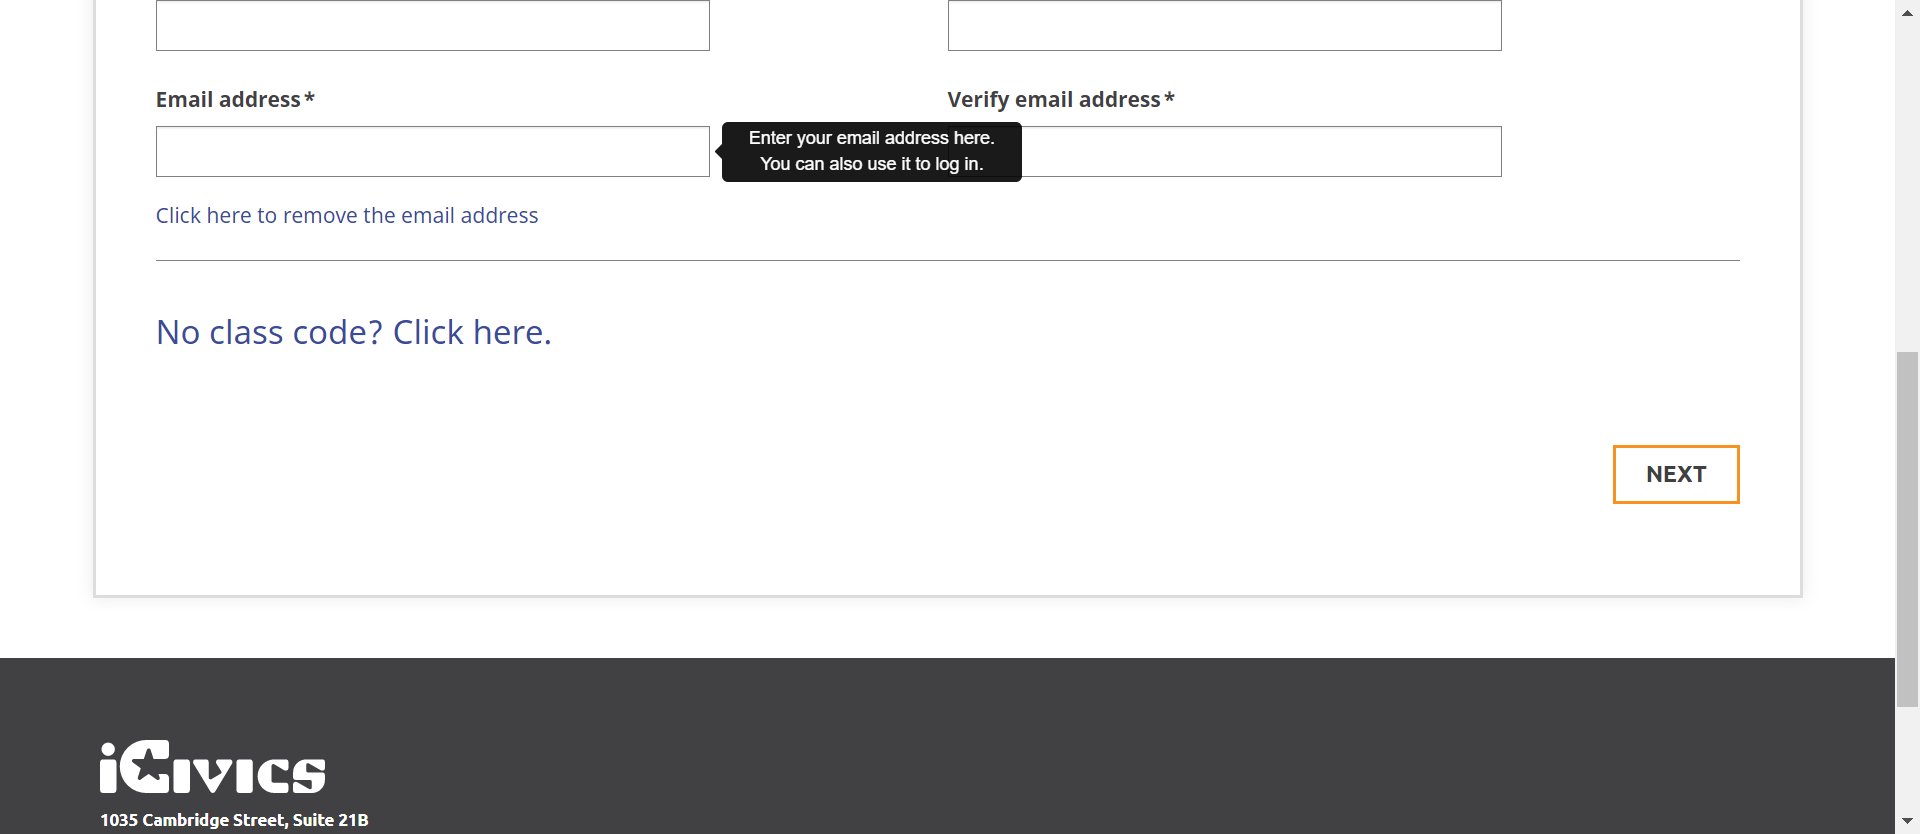 Email address*
Verify email address*
Enter your email address here.
You can also use it to log in.
Click here to remove the email address
No class code? Click here.
NEXT
iCivics
1035 Cambridge Street, Suite 21B